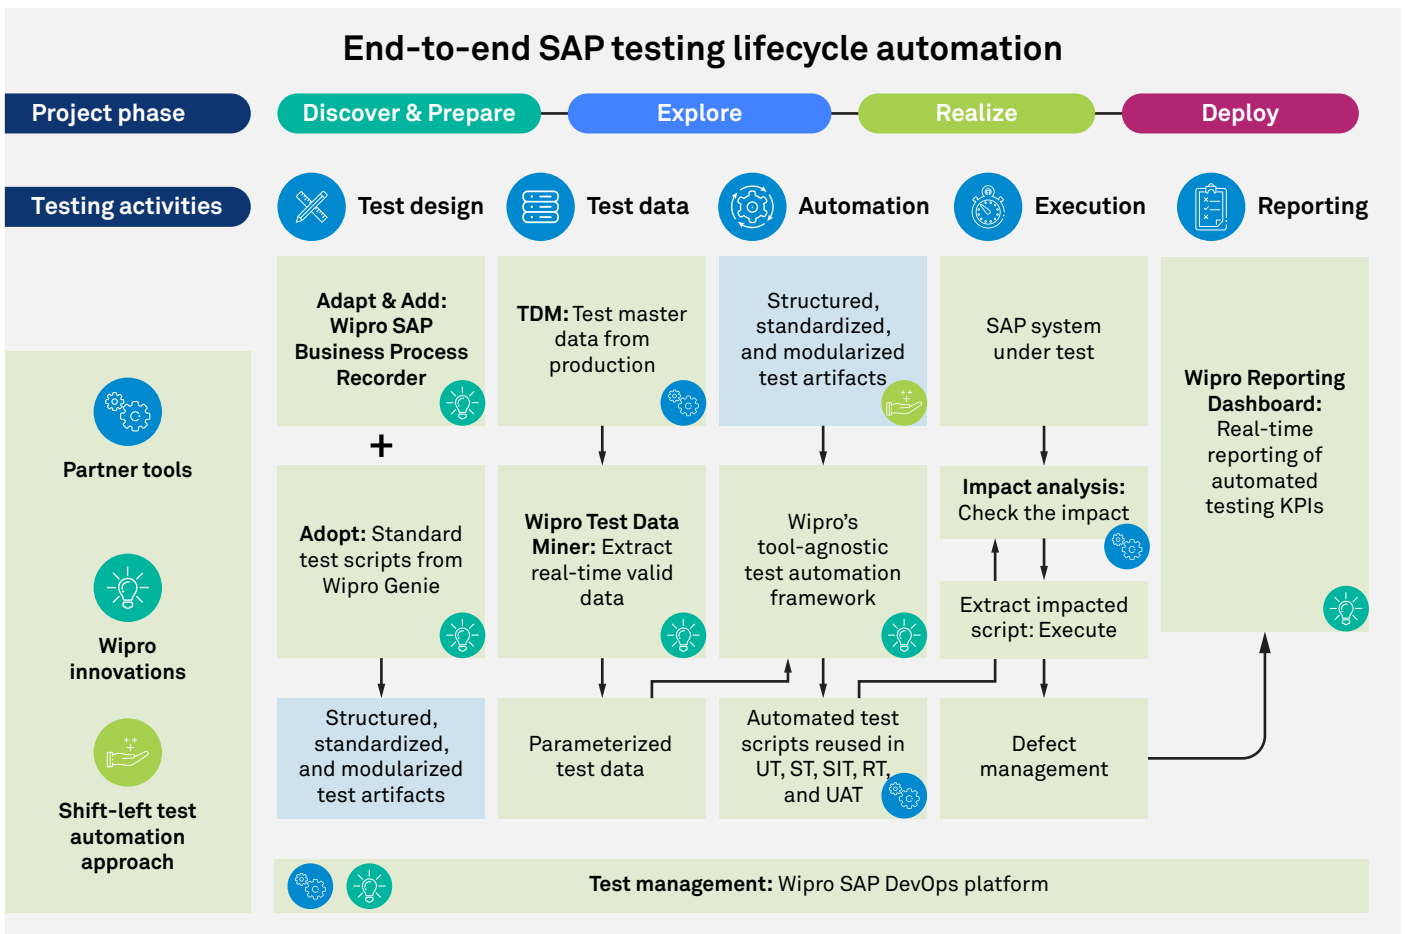 End-to-end SAP testing lifecycle automation
Project phase
Discover & Prepare
Explore
Realize
Deploy
Testing activities
Test design
Test data
Automation
Execution
Reporting
Partner tools
Wipro
innovations
Shift-left test
automation
approach
Adapt & Add:
Wipro SAP
Business Process
Recorder
+
Adopt: Standard
test scripts from
Wipro Genie
Structured,
standardized,
and modularized
test artifacts
TDM: Test master
data from
production
Wipro Test Data
Miner: Extract
real-time valid
data
Parameterized
test data
Structured,
standardized,
and modularized
test artifacts
Wipro's
tool-agnostic
test automation
framework
Automated test
scripts reused in
UT, ST, SIT, RT,
and UAT
SAP system
under test
Impact analysis:
Check the impact
Extract impacted
script: Execute
Defect
management
Wipro Reporting
Dashboard:
Real-time
reporting of
automated
testing KPIs
Test management: Wipro SAP DevOps platform